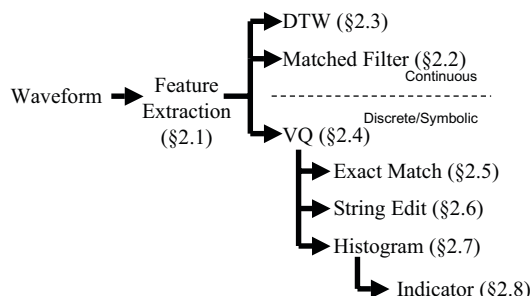 DTW (§2.3)
Matched Filter (§2.2)
Continuous
Waveform
Feature
Extraction
(§2.1)
Discrete/Symbolic
VQ (§2.4)
Exact Match (§2.5)
String Edit (§2.6)
Histogram (§2.7)
Indicator (§2.8)